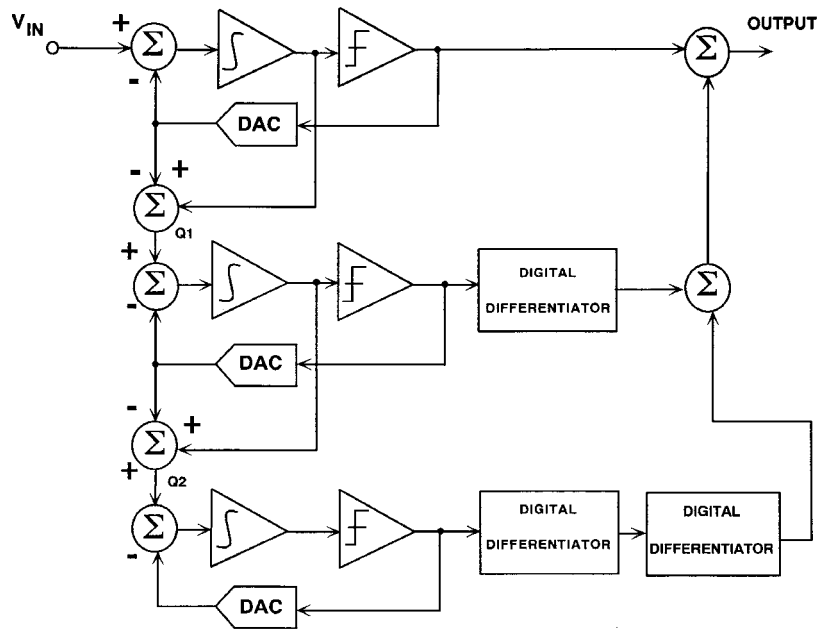 V_IN
OUTPUT
+
Σ
Σ
-
DAC
-
+
Σ
Q1
+
Σ
-
DIGITAL
DIFFERENTIATOR
Σ
DAC
-
+
Σ
+
Q2
Σ
-
DIGITAL
DIFFERENTIATOR
DIGITAL
DIFFERENTIATOR
DAC